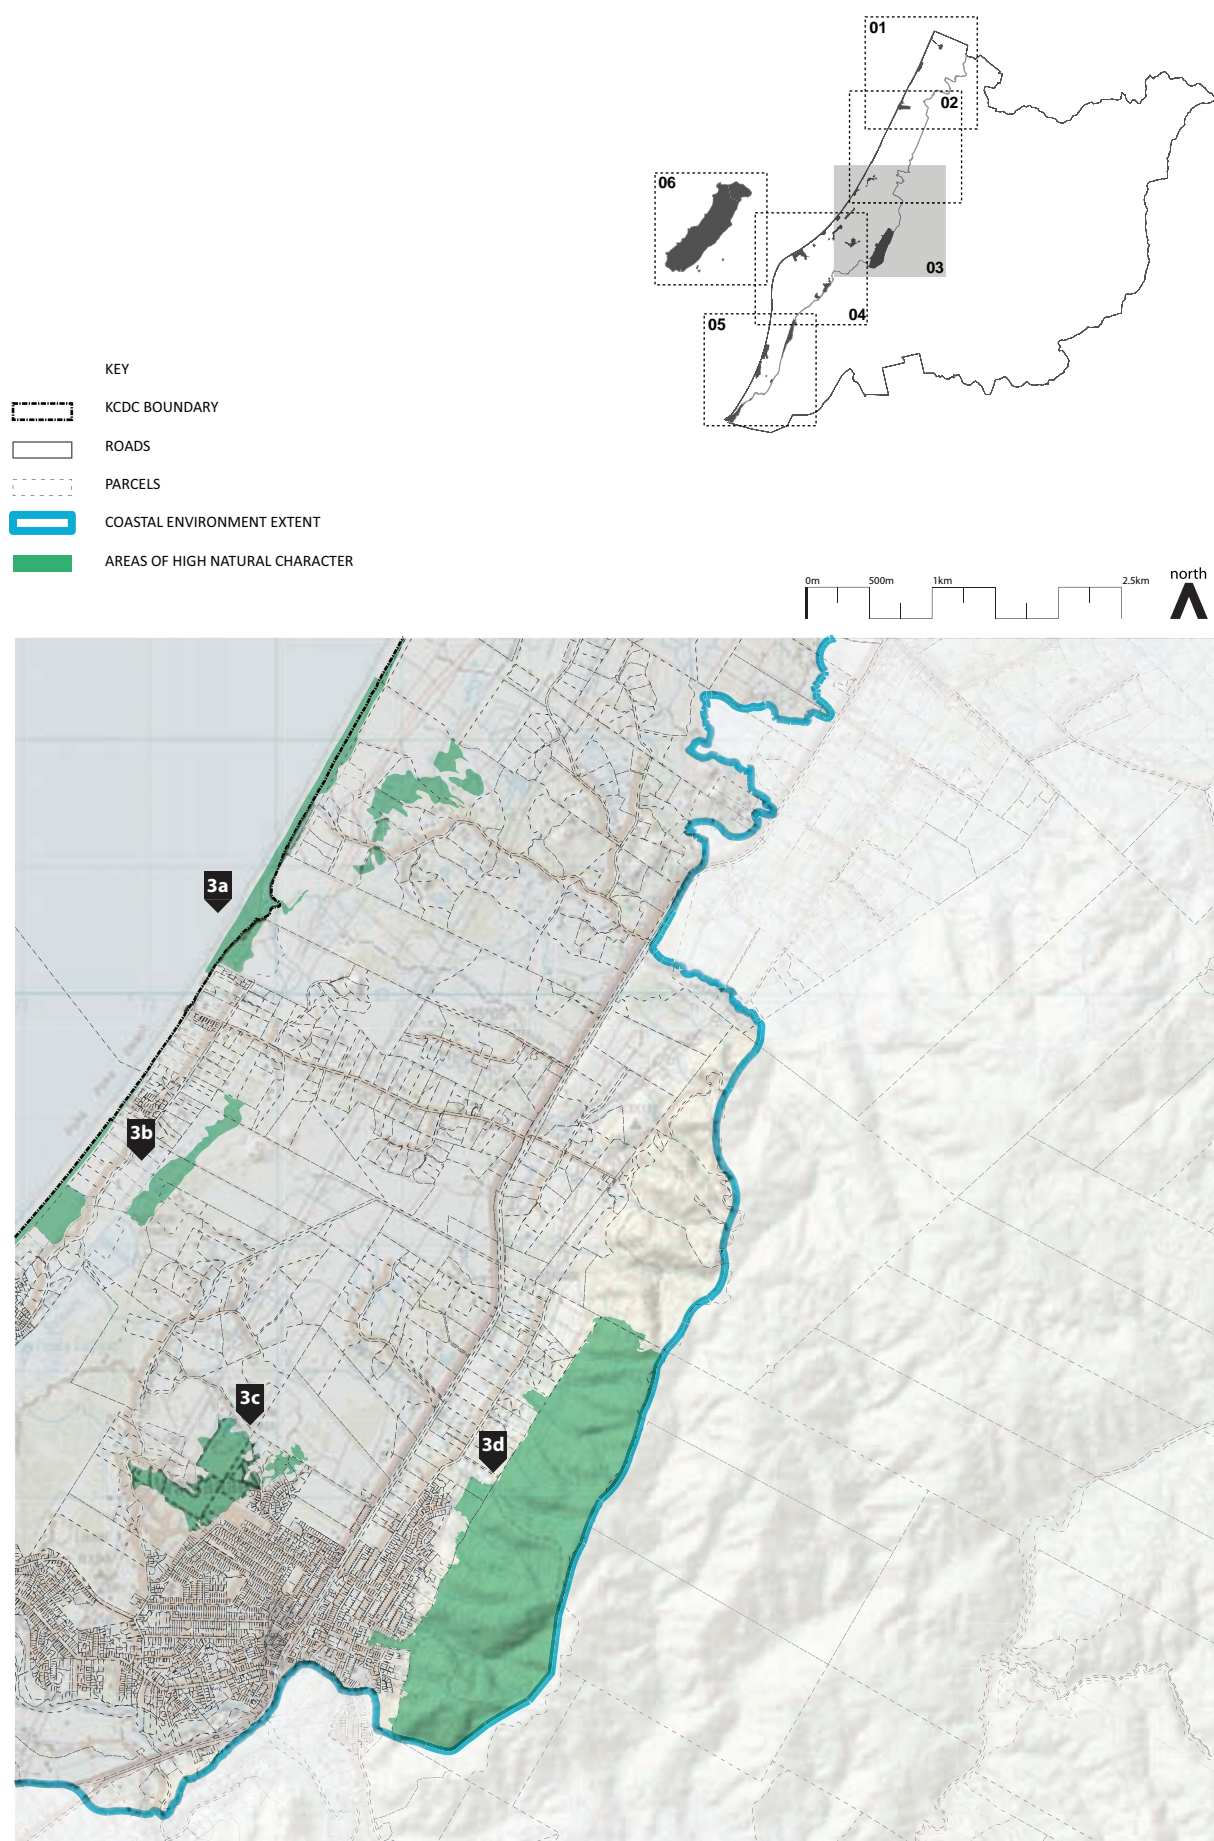 01
02
06
03
04
05
KEY
KCDC BOUNDARY
ROADS
PARCELS
COASTAL ENVIRONMENT EXTENT
AREAS OF HIGH NATURAL CHARACTER
0m 500m 1km 2.5km
north
3a
3b
3c
3d